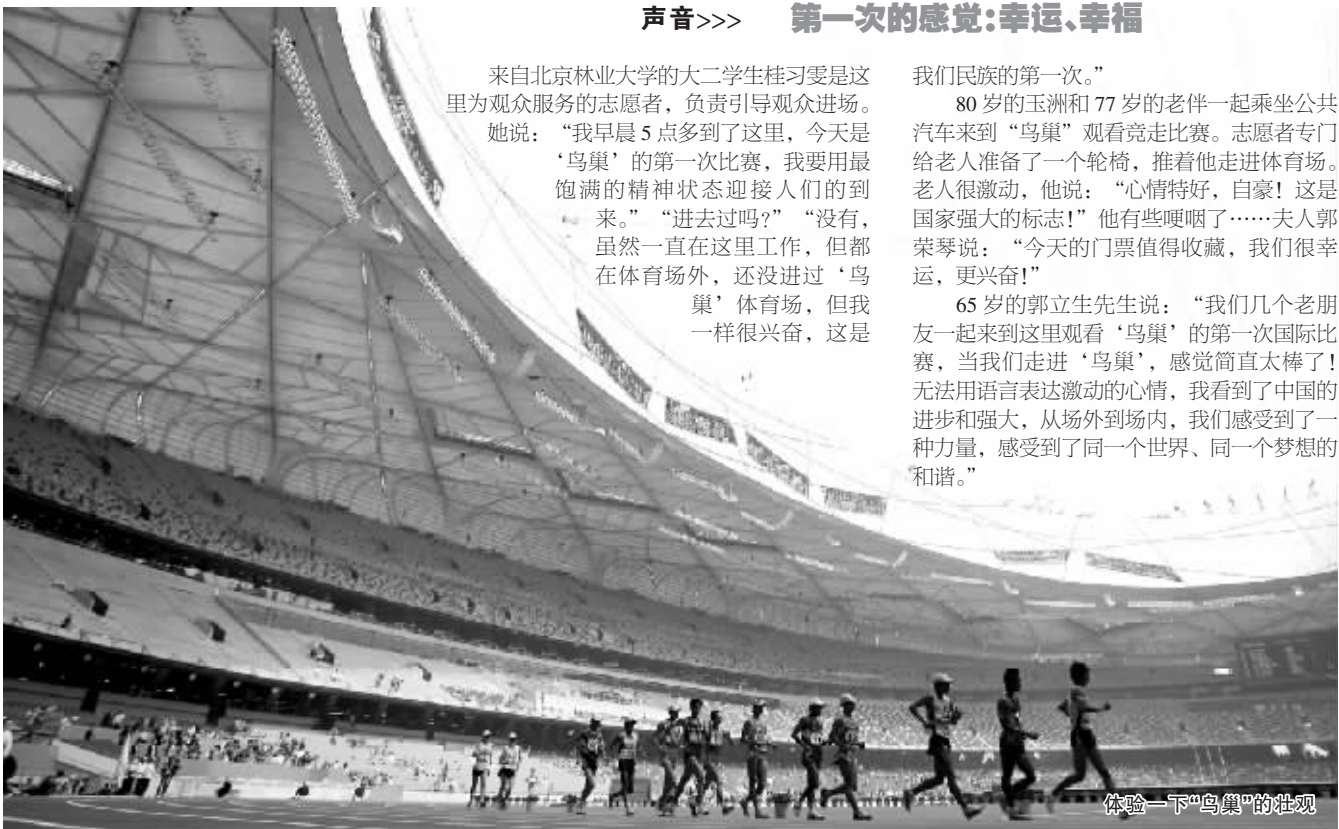 声音>>> 第一次的感觉:幸运、幸福
来自北京林业大学的大二学生桂习雯是这
里为观众服务的志愿者，负责引导观众进场。
她说：“我早晨5点多到了这里，今天是
‘鸟巢’的第一次比赛，我要用最
饱满的精神状态迎接人们的到
来。”“进去过吗?”“没有，
虽然一直在这里工作，但都
在体育场外，还没进过‘鸟
巢’体育场，但我
一样很兴奋，这是
我们民族的第一次。”
80岁的玉洲和77岁的老伴一起乘坐公共
汽车来到“鸟巢”观看竞走比赛。志愿者专门
给老人准备了一个轮椅，推着他走进体育场。
老人很激动，他说：“心情特好，自豪！这是
国家强大的标志!”他有些哽咽了……夫人郭
荣琴说：“今天的门票值得收藏，我们很幸
运，更兴奋!”
65岁的郭立生先生说：“我们几个老朋
友一起来到这里观看‘鸟巢’的第一次国际比
赛，当我们走进‘鸟巢’，感觉简直太棒了！
无法用语言表达激动的心情，我看到了中国的
进步和强大，从场外到场内，我们感受到了一
种力量，感受到了同一个世界、同一个梦想的
和谐。”
体验一下“鸟巢”的壮观